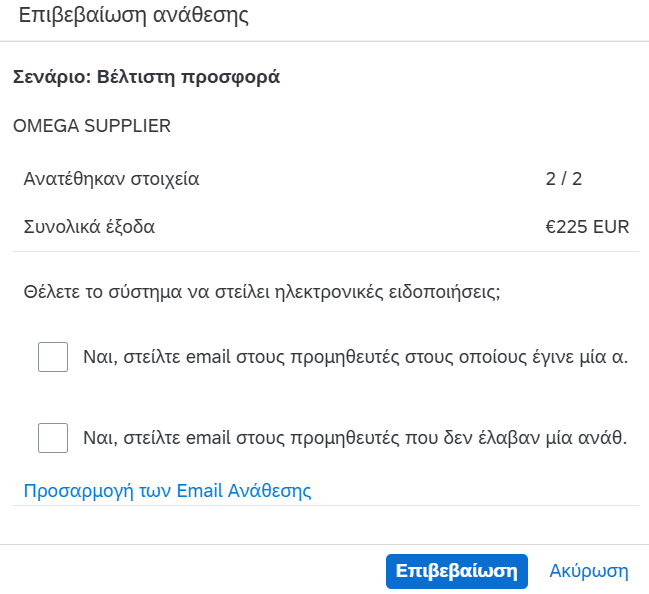 Επιβεβαίωση ανάθεσης
Σενάριο: Βέλτιστη προσφορά
OMEGA SUPPLIER
Ανατέθηκαν στοιχεία 2 / 2
Συνολικά έξοδα €225 EUR
Θέλετε το σύστημα να στείλει ηλεκτρονικές ειδοποιήσεις;
Ναι, στείλτε email στους προμηθευτές στους οποίους έγινε μία α.
Ναι, στείλτε email στους προμηθευτές που δεν έλαβαν μία ανάθ.
Προσαρμογή των Email Ανάθεσης
Επιβεβαίωση Ακύρωση